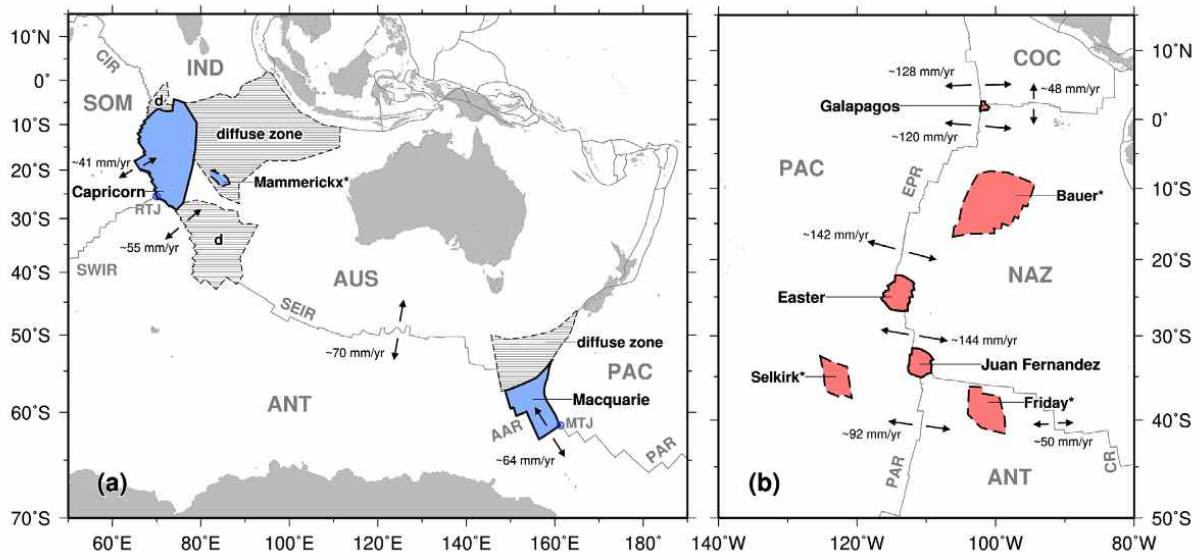 10°N
0°
10°S
20°S
30°S
40°S
50°S
60°S
70°S
60°E
80°E
100°E
120°E
140°E
160°E
180°
CIR
IND
SOM
d
diffuse zone
~41 mm/yr
Capricorn
Mammerickx*
RTJ
~55 mm/yr
d
SWIR
AUS
SEIR
~70 mm/yr
diffuse zone
PAC
ANT
Macquarie
AAR
MTJ
~64 mm/yr
PAR
(a)
10°N
0°
10°S
20°S
30°S
40°S
50°S
140°W
120°W
100°W
80°W
COC
~128 mm/yr
~48 mm/yr
Galapagos
~120 mm/yr
PAC
EPR
Bauer*
~142 mm/yr
NAZ
Easter
~144 mm/yr
Juan Fernandez
Selkirk*
Friday*
~92 mm/yr
~50 mm/yr
CR
PAR
ANT
(b)